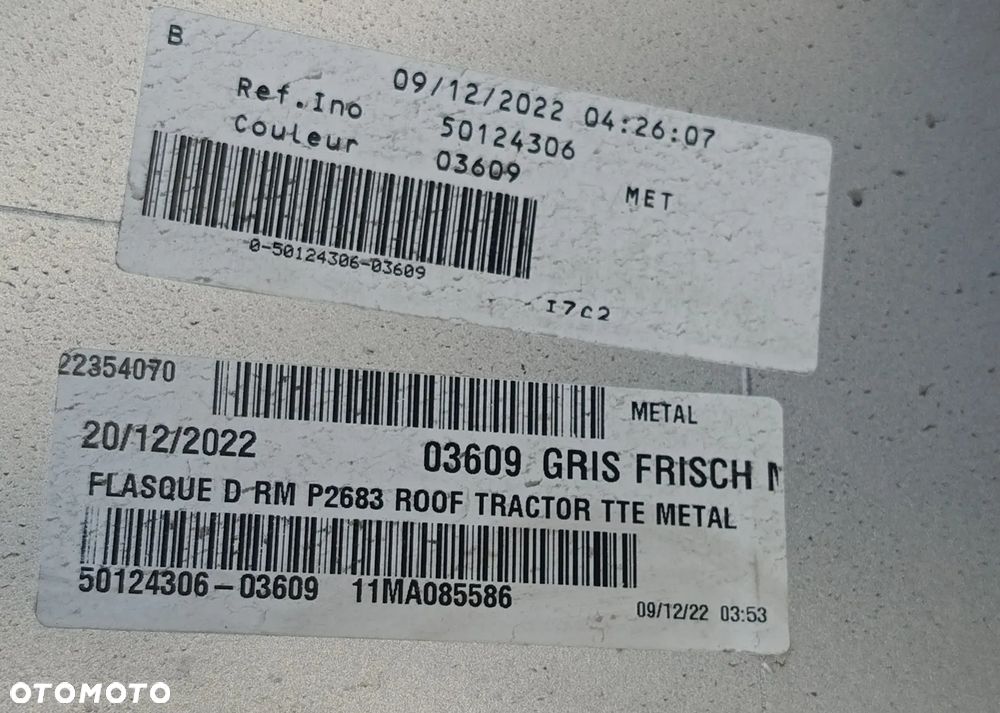 B
09/12/2022 04:26:07
Ref.Ino 50124306
Couleur 03609
MET
0-50124306-03609
I7C2
22354070
METAL
20/12/2022
03609 GRIS FRISCH
FLASQUE D RM P2683 ROOF TRACTOR TTE METAL
50124306-03609 11MA085586
09/12/22 03:53
OTOMOTO